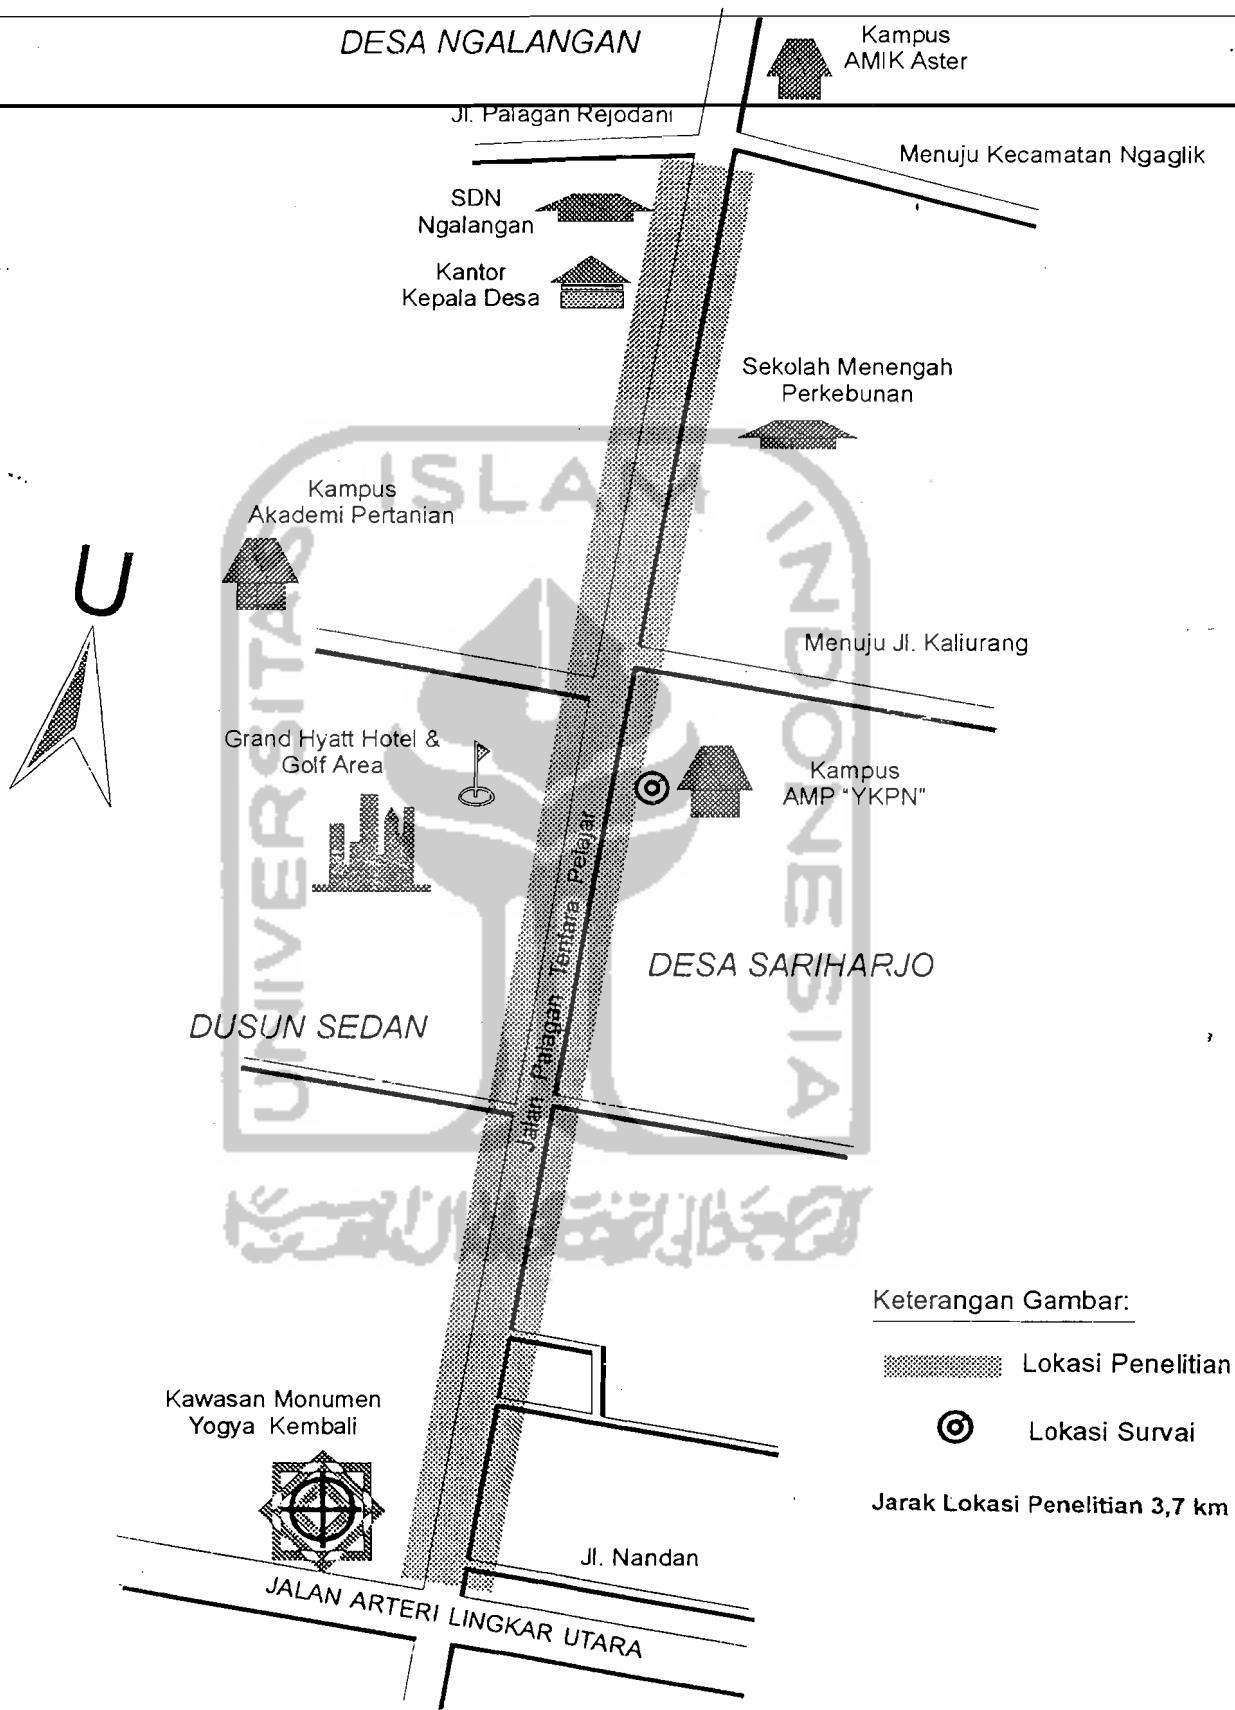 DESA NGALANGAN
Kampus
AMIK Aster
Jl. Palagan Rejodani
Menuju Kecamatan Ngaglik
SDN
Ngalangan
Kantor
Kepala Desa
Sekolah Menengah
Perkebunan
ISLAM
Kampus
Akademi Pertanian
U
UNIVERSITAS
INDONESIA
Menuju Jl. Kaliurang
Grand Hyatt Hotel &
Golf Area
Kampus
AMP "YKPN"
Jalan Palagan Tentara Pelajar
DESA SARIHARJO
DUSUN SEDAN
Keterangan Gambar:
Lokasi Penelitian
Lokasi Survai
Jarak Lokasi Penelitian 3,7 km
Kawasan Monumen
Yogya Kembali
Jl. Nandan
JALAN ARTERI LINGKAR UTARA